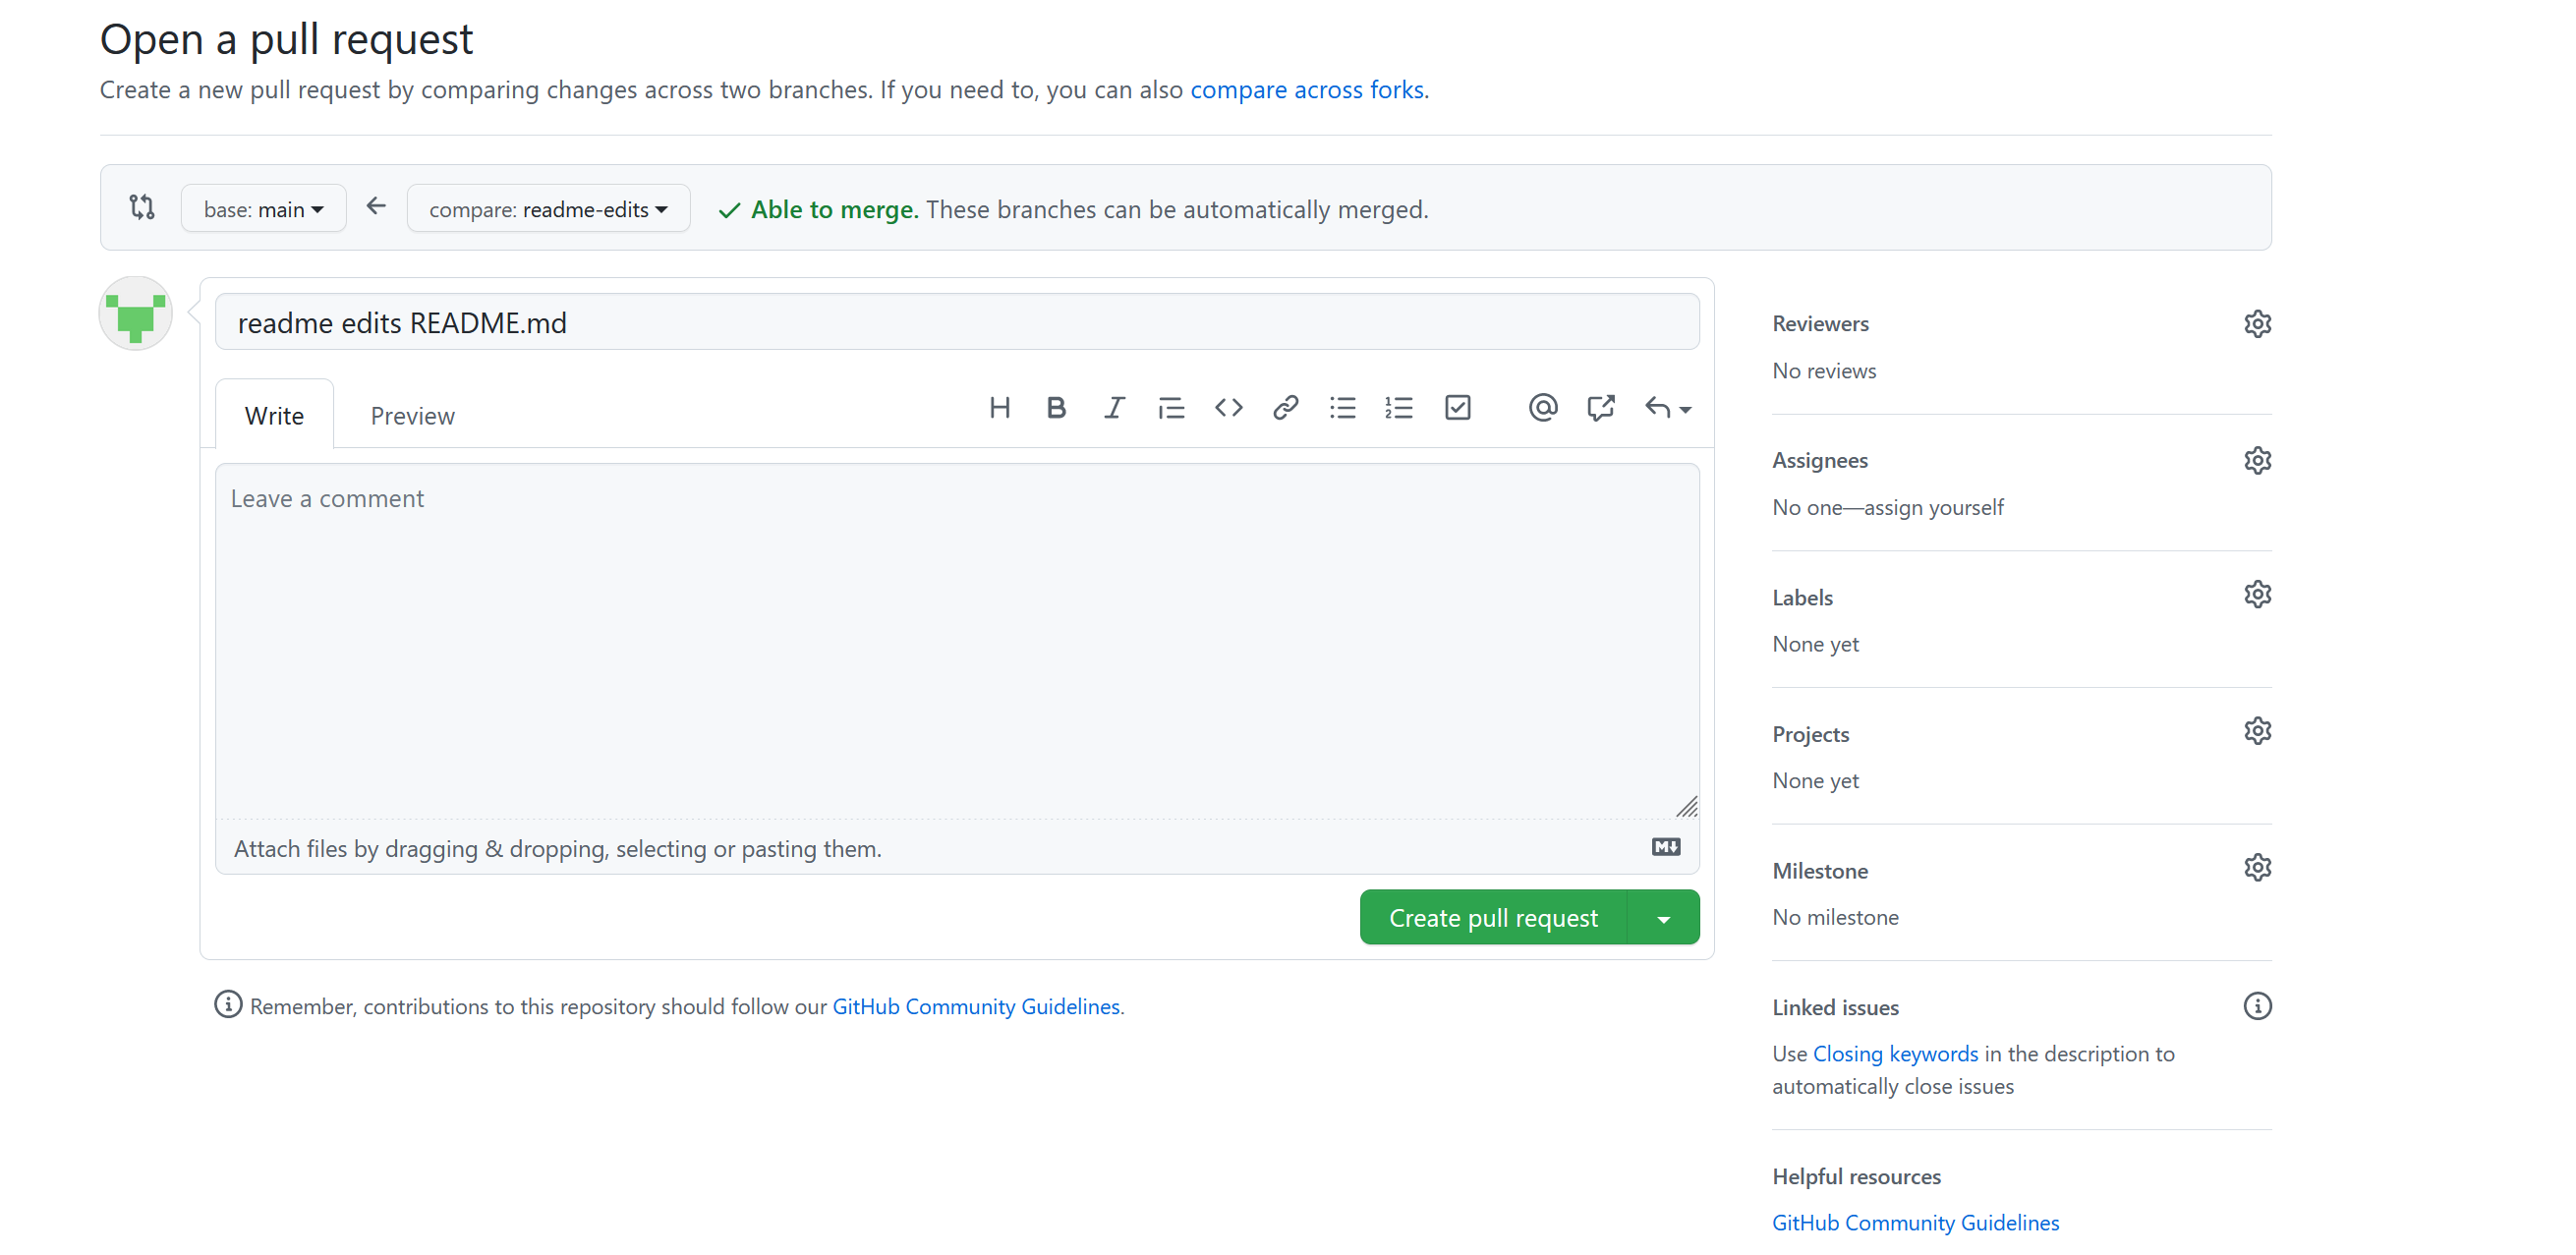 Open a pull request
Create a new pull request by comparing changes across two branches. If you need to, you can also compare across forks.
base: main
compare: readme-edits
Able to merge. These branches can be automatically merged.
readme edits README.md
Write
Preview
Leave a comment
Attach files by dragging & dropping, selecting or pasting them.
Create pull request
Remember, contributions to this repository should follow our GitHub Community Guidelines.
Reviewers
No reviews
Assignees
No one—assign yourself
Labels
None yet
Projects
None yet
Milestone
No milestone
Linked issues
Use Closing keywords in the description to
automatically close issues
Helpful resources
GitHub Community Guidelines